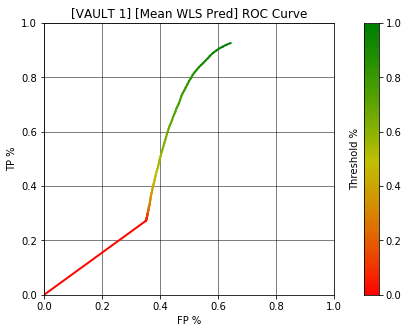 [VAULT 1] [Mean WLS Pred] ROC Curve
1.0
0.8
0.6
0.4
0.2
0.0
TP %
0.0 0.2 0.4 0.6 0.8 1.0
FP %
Threshold %
1.0
0.8
0.6
0.4
0.2
0.0